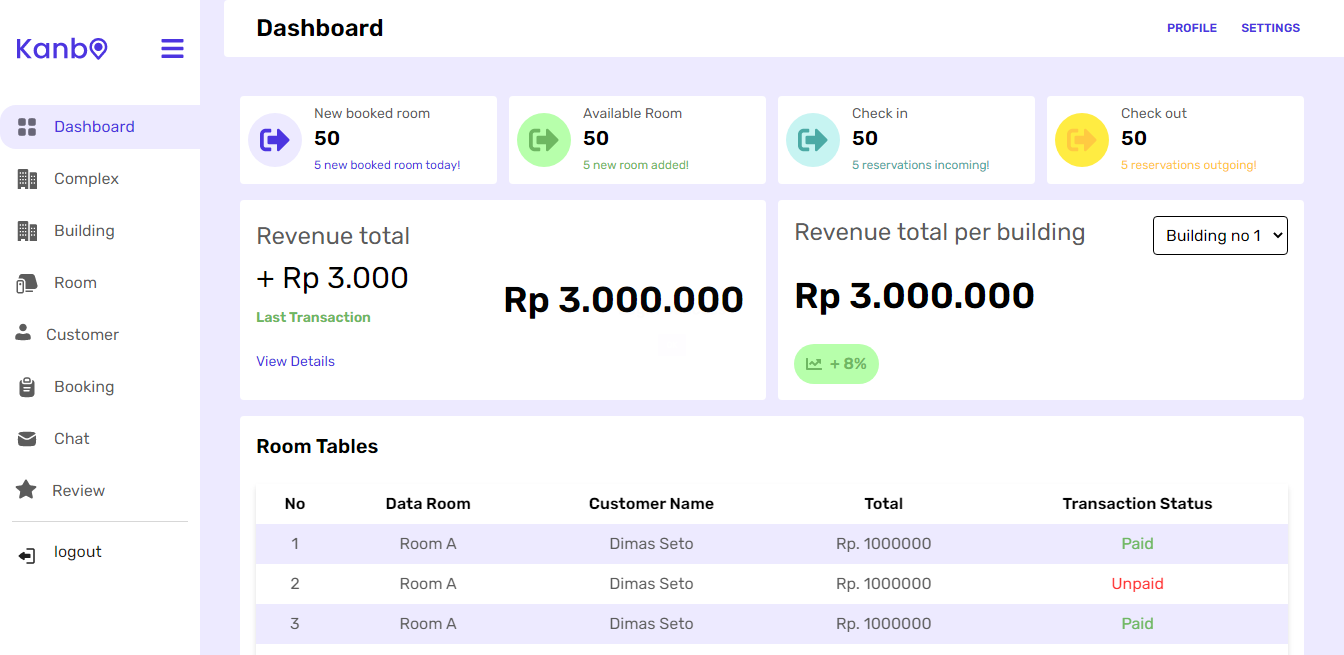 Kanbo
Dashboard
Complex
Building
Room
Customer
Booking
Chat
Review
logout
Dashboard
PROFILE SETTINGS
New booked room
50
5 new booked room today!
Available Room
50
5 new room added!
Check in
50
5 reservations incoming!
Check out
50
5 reservations outgoing!
Revenue total
+ Rp 3.000
Last Transaction
View Details
Rp 3.000.000
Revenue total per building
Building no 1
Rp 3.000.000
+ 8%
Room Tables
No Data Room Customer Name Total Transaction Status
1 Room A Dimas Seto Rp. 1000000 Paid
2 Room A Dimas Seto Rp. 1000000 Unpaid
3 Room A Dimas Seto Rp. 1000000 Paid